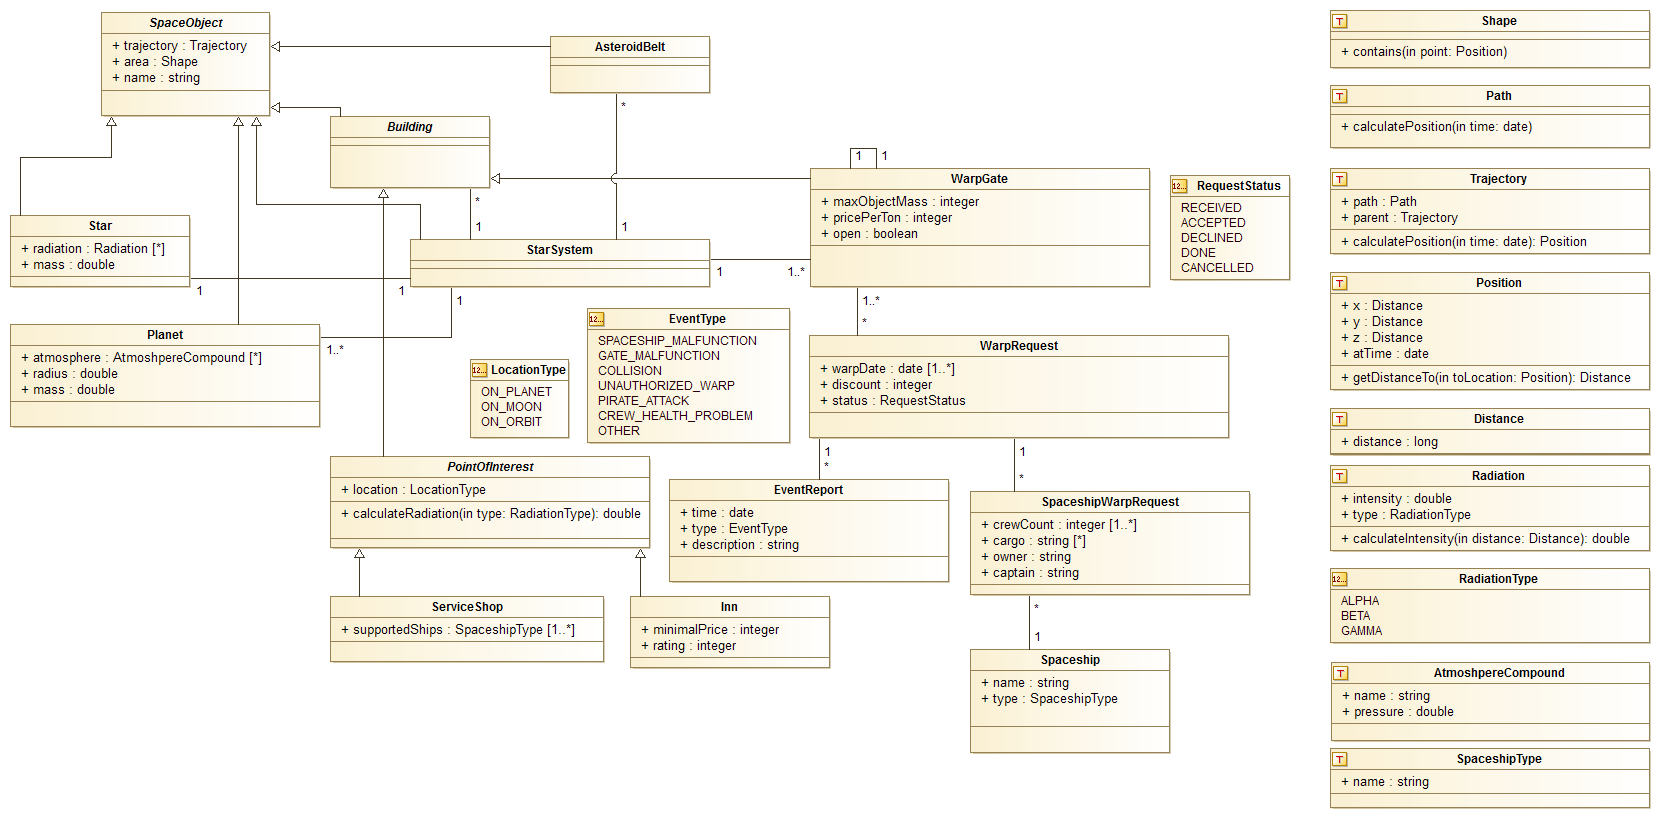 SpaceObject
+ trajectory : Trajectory
+ area : Shape
+ name : string
AsteroidBelt
*
Building
*
1
1
1
1
WarpGate
+ maxObjectMass : integer
+ pricePerTon : integer
+ open : boolean
12... RequestStatus
RECEIVED
ACCEPTED
DECLINED
DONE
CANCELLED
Star
+ radiation : Radiation [*]
+ mass : double
1
1
StarSystem
1
1..*
1
1..*
*
Planet
+ atmosphere : AtmoshpereCompound [*]
+ radius : double
+ mass : double
1..*
12... LocationType
ON_PLANET
ON_MOON
ON_ORBIT
12... EventType
SPACESHIP_MALFUNCTION
GATE_MALFUNCTION
COLLISION
UNAUTHORIZED_WARP
PIRATE_ATTACK
CREW_HEALTH_PROBLEM
OTHER
WarpRequest
+ warpDate : date [1..*]
+ discount : integer
+ status : RequestStatus
1
*
1
*
PointOfInterest
+ location : LocationType
+ calculateRadiation(in type: RadiationType): double
EventReport
+ time : date
+ type : EventType
+ description : string
SpaceshipWarpRequest
+ crewCount : integer [1..*]
+ cargo : string [*]
+ owner : string
+ captain : string
*
1
ServiceShop
+ supportedShips : SpaceshipType [1..*]
Inn
+ minimalPrice : integer
+ rating : integer
Spaceship
+ name : string
+ type : SpaceshipType
T Shape
+ contains(in point: Position)
T Path
+ calculatePosition(in time: date)
T Trajectory
+ path : Path
+ parent : Trajectory
+ calculatePosition(in time: date): Position
T Position
+ x : Distance
+ y : Distance
+ z : Distance
+ atTime : date
+ getDistanceTo(in toLocation: Position): Distance
T Distance
+ distance : long
T Radiation
+ intensity : double
+ type : RadiationType
+ calculateIntensity(in distance: Distance): double
12... RadiationType
ALPHA
BETA
GAMMA
T AtmoshpereCompound
+ name : string
+ pressure : double
T SpaceshipType
+ name : string